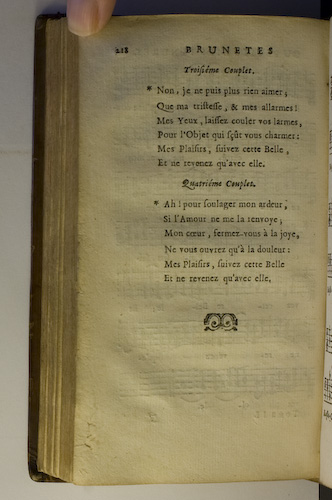 218 BRUNETES
Troisiéme Couplet.
* Non, je ne puis plus rien aimer;
Que ma tristesse, & mes allarmes:
Mes Yeux, laissez couler vos larmes,
Pour l'Objet qui sçût vous charmer:
Mes Plaisirs, suivez cette Belle,
Et ne revenez qu'avec elle.
Quatriéme Couplet.
* Ah! pour soulager mon ardeur,
Si l'Amour ne me la renvoye;
Mon cœur, fermez-vous à la joye,
Ne vous ouvrez qu'à la douleur:
Mes Plaisirs, suivez cette Belle
Et ne revenez qu'avec elle.